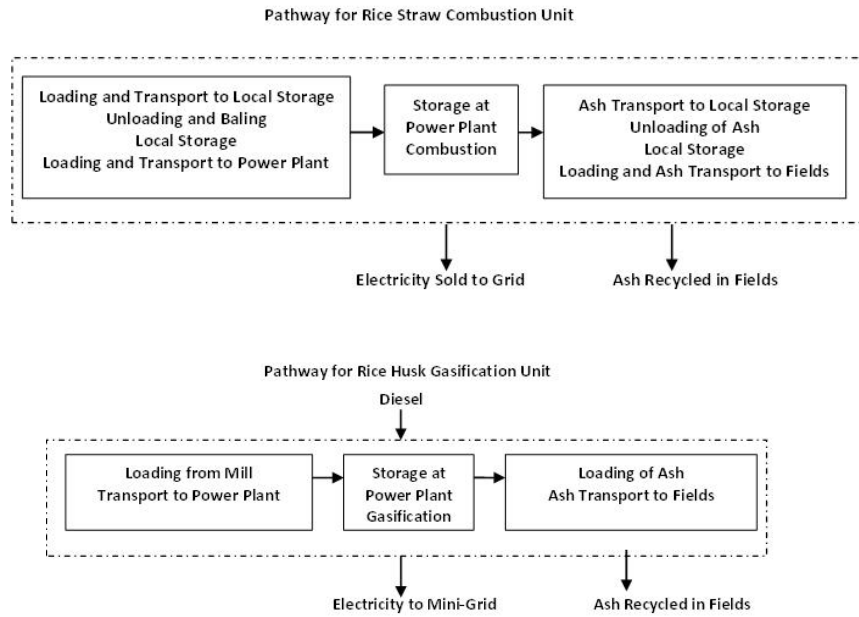 Pathway for Rice Straw Combustion Unit
Loading and Transport to Local Storage
Unloading and Baling
Local Storage
Loading and Transport to Power Plant
Storage at
Power Plant
Combustion
Ash Transport to Local Storage
Unloading of Ash
Local Storage
Loading and Ash Transport to Fields
Electricity Sold to Grid
Ash Recycled in Fields
Pathway for Rice Husk Gasification Unit
Diesel
Loading from Mill
Transport to Power Plant
Storage at
Power Plant
Gasification
Loading of Ash
Ash Transport to Fields
Electricity to Mini-Grid
Ash Recycled in Fields